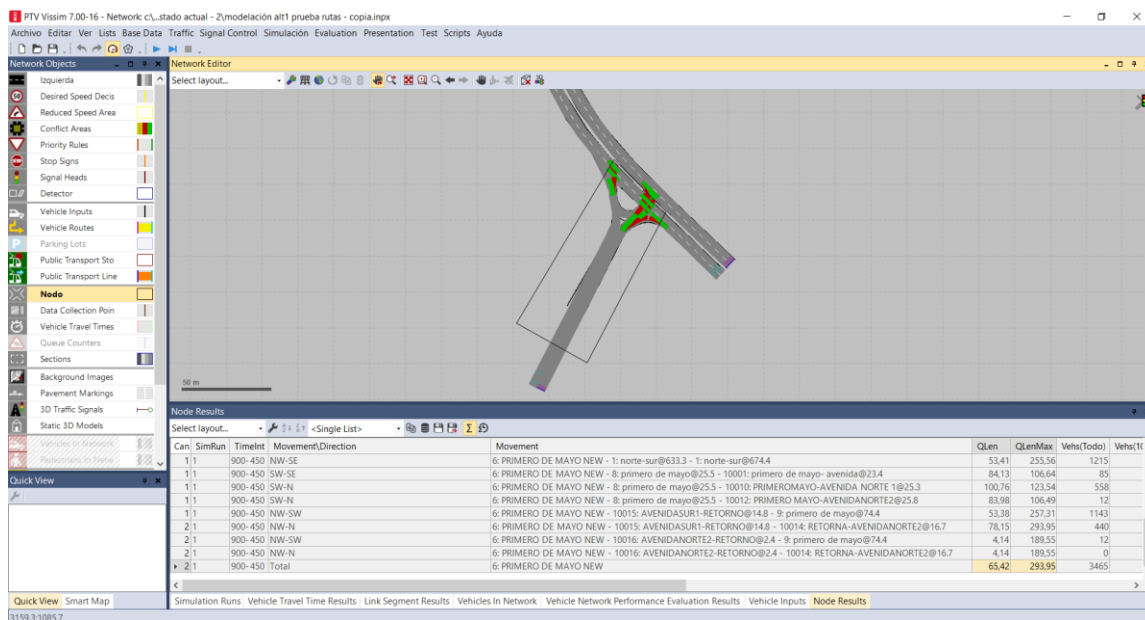 PTV Vissim 7.00-16 - Network: c:\...stado actual - 2\modelación alt1 prueba rutas - copia.inpx
Archivo Editar Ver Lists Base Data Traffic Signal Control Simulación Evaluation Presentation Test Scripts Ayuda
Network Objects
Network Editor
Select layout...
Izquierda
Desired Speed Decis
Reduced Speed Area
Conflict Areas
Priority Rules
Stop Signs
Signal Heads
Detector
Vehicle Inputs
Vehicle Routes
Parking Lots
Public Transport Sto
Public Transport Line
Nodo
Data Collection Poin
Vehicle Travel Times
Queue Counters
Sections
Background Images
Pavement Markings
3D Traffic Signals
Static 3D Models
Vehicles In Network
Pedestrians In Netw
50 m
Quick View
Quick View Smart Map
Node Results
Select layout... <Single List>
Can SimRun TimeInt Movement\Direction Movement QLen QLenMax Vehs(Todo) Vehs(10
1 1 900-450 NW-SE 6: PRIMERO DE MAYO NEW - 1: norte-sur@633.3 - 1: norte-sur@674.4 53,41 255,56 1215
1 1 900-450 SW-SE 6: PRIMERO DE MAYO NEW - 8: primero de mayo@25.5 - 10001: primero de mayo- avenida@23.4 84,13 106,64 85
1 1 900-450 SW-N 6: PRIMERO DE MAYO NEW - 8: primero de mayo@25.5 - 10010: PRIMEROMAYO-AVENIDA NORTE 1@25.3 100,76 123,54 558
1 1 900-450 SW-N 6: PRIMERO DE MAYO NEW - 8: primero de mayo@25.5 - 10012: PRIMERO MAYO-AVENIDANORTE2@25.8 83,98 106,49 12
1 1 900-450 NW-SW 6: PRIMERO DE MAYO NEW - 10015: AVENIDASUR1-RETORNO@14.8 - 9: primero de mayo@74.4 53,38 257,31 1143
2 1 900-450 NW-N 6: PRIMERO DE MAYO NEW - 10015: AVENIDASUR1-RETORNO@14.8 - 10014: RETORNA-AVENIDANORTE2@16.7 78,15 293,95 440
2 1 900-450 NW-SW 6: PRIMERO DE MAYO NEW - 10016: AVENIDANORTE2-RETORNO@2.4 - 9: primero de mayo@74.4 4,14 189,55 12
2 1 900-450 NW-N 6: PRIMERO DE MAYO NEW - 10016: AVENIDANORTE2-RETORNO@2.4 - 10014: RETORNA-AVENIDANORTE2@16.7 4,14 189,55 0
2 1 900-450 Total 6: PRIMERO DE MAYO NEW 65,42 293,95 3465
Simulation Runs Vehicle Travel Time Results Link Segment Results Vehicles In Network Vehicle Network Performance Evaluation Results Vehicle Inputs Node Results
3159.3:1085.7